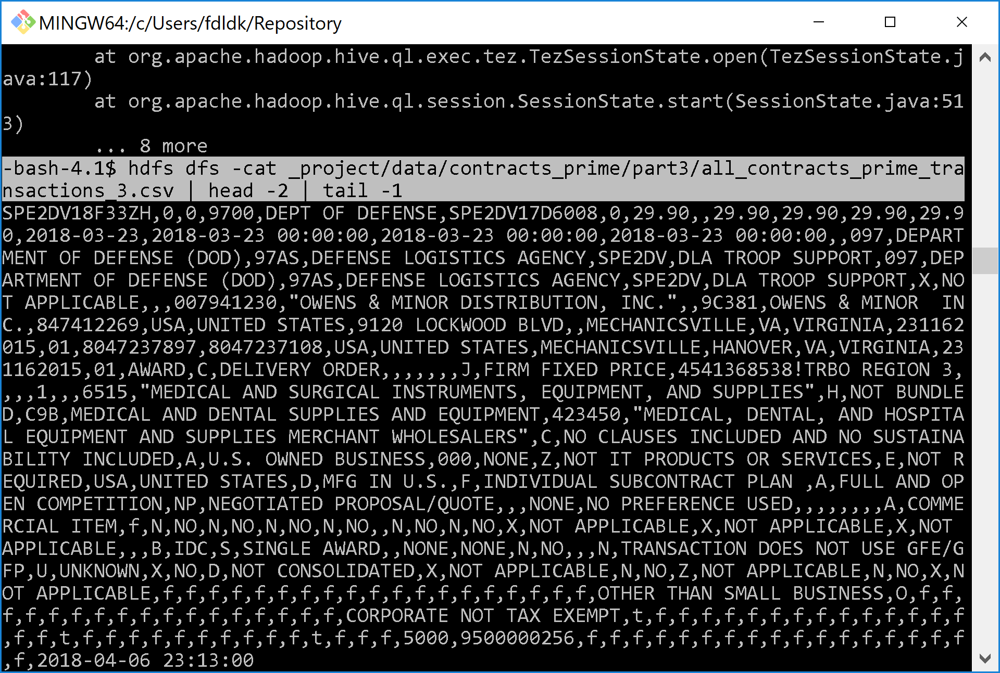 MINGW64:/c/Users/fdldk/Repository
        at org.apache.hadoop.hive.ql.exec.tez.TezSessionState.open(TezSessionState.j
ava:117)
        at org.apache.hadoop.hive.ql.session.SessionState.start(SessionState.java:51
3)
        ... 8 more
-bash-4.1$ hdfs dfs -cat _project/data/contracts_prime/part3/all_contracts_prime_tra
nsactions_3.csv | head -2 | tail -1
SPE2DV18F33ZH,0,0,9700,DEPT OF DEFENSE,SPE2DV17D6008,0,29.90,,29.90,29.90,29.90,29.9
0,2018-03-23,2018-03-23 00:00:00,2018-03-23 00:00:00,2018-03-23 00:00:00,,097,DEPART
MENT OF DEFENSE (DOD),97AS,DEFENSE LOGISTICS AGENCY,SPE2DV,DLA TROOP SUPPORT,097,DEP
ARTMENT OF DEFENSE (DOD),97AS,DEFENSE LOGISTICS AGENCY,SPE2DV,DLA TROOP SUPPORT,X,NO
T APPLICABLE,,,007941230,"OWENS & MINOR DISTRIBUTION, INC.",,9C381,OWENS & MINOR  IN
C.,847412269,USA,UNITED STATES,9120 LOCKWOOD BLVD,,MECHANICSVILLE,VA,VIRGINIA,231162
015,01,8047237897,8047237108,USA,UNITED STATES,MECHANICSVILLE,HANOVER,VA,VIRGINIA,23
1162015,01,AWARD,C,DELIVERY ORDER,,,,,,,J,FIRM FIXED PRICE,4541368538!TRBO REGION 3,
,,,1,,,6515,"MEDICAL AND SURGICAL INSTRUMENTS, EQUIPMENT, AND SUPPLIES",H,NOT BUNDLE
D,C9B,MEDICAL AND DENTAL SUPPLIES AND EQUIPMENT,423450,"MEDICAL, DENTAL, AND HOSPITA
L EQUIPMENT AND SUPPLIES MERCHANT WHOLESALERS",C,NO CLAUSES INCLUDED AND NO SUSTAINA
BILITY INCLUDED,A,U.S. OWNED BUSINESS,000,NONE,Z,NOT IT PRODUCTS OR SERVICES,E,NOT R
EQUIRED,USA,UNITED STATES,D,MFG IN U.S.,F,INDIVIDUAL SUBCONTRACT PLAN ,A,FULL AND OP
EN COMPETITION,NP,NEGOTIATED PROPOSAL/QUOTE,,,NONE,NO PREFERENCE USED,,,,,,,,A,COMME
RCIAL ITEM,f,N,NO,N,NO,N,NO,N,NO,,N,NO,N,NO,X,NOT APPLICABLE,X,NOT APPLICABLE,X,NOT
APPLICABLE,,,B,IDC,S,SINGLE AWARD,,NONE,NONE,N,NO,,,N,TRANSACTION DOES NOT USE GFE/G
FP,U,UNKNOWN,X,NO,D,NOT CONSOLIDATED,X,NOT APPLICABLE,N,NO,Z,NOT APPLICABLE,N,NO,X,N
OT APPLICABLE,f,f,f,f,f,f,f,f,f,f,f,f,f,f,f,f,f,f,f,OTHER THAN SMALL BUSINESS,O,f,f,
f,f,f,f,f,f,f,f,f,f,f,f,f,f,f,CORPORATE NOT TAX EXEMPT,t,f,f,f,f,f,f,f,f,f,f,f,f,f,f
,f,f,t,f,f,f,f,f,f,f,f,f,f,t,f,f,f,5000,9500000256,f,f,f,f,f,f,f,f,f,f,f,f,f,f,f,f,f
,f,2018-04-06 23:13:00